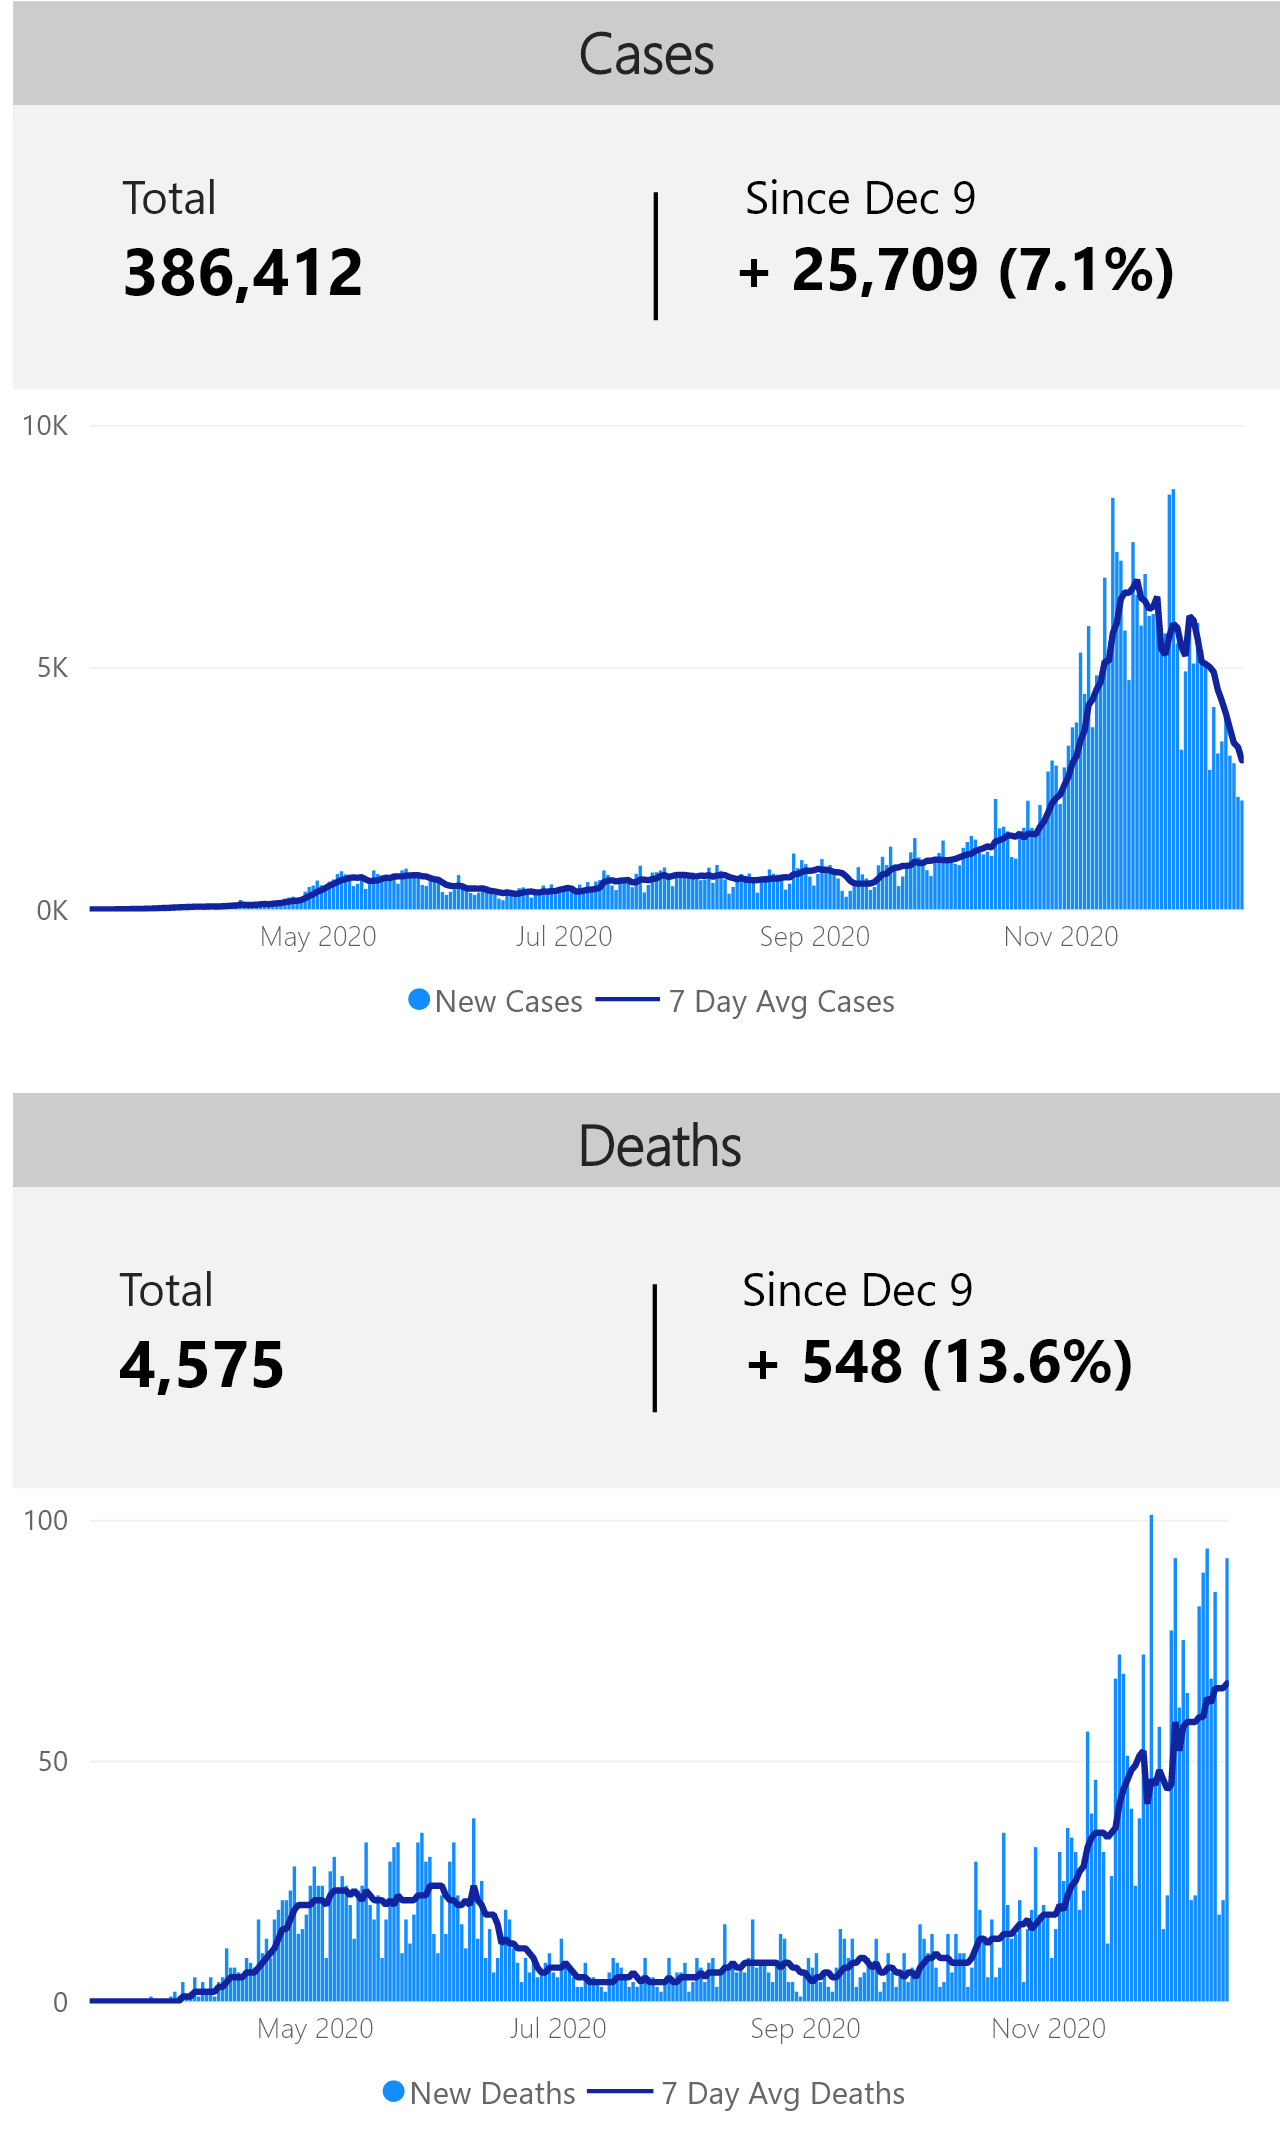 Cases
Total
Since Dec 9
386,412
+ 25,709 (7.1%)
10K
5K
0K
May 2020
Jul 2020
Sep 2020
Nov 2020
New Cases
7 Day Avg Cases
Deaths
Total
Since Dec 9
4,575
+ 548 (13.6%)
100
50
0
May 2020
Jul 2020
Sep 2020
Nov 2020
New Deaths
7 Day Avg Deaths